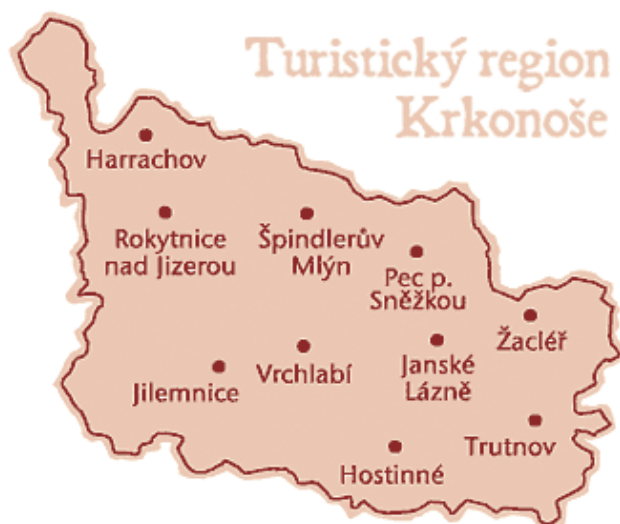 Turistický region
Krkonoše
Harrachov
Rokytnice
nad Jizerou
Špindlerův
Mlýn
Pec p.
Sněžkou
Žacléř
Janské
Lázně
Vrchlabí
Jilemnice
Trutnov
Hostinné